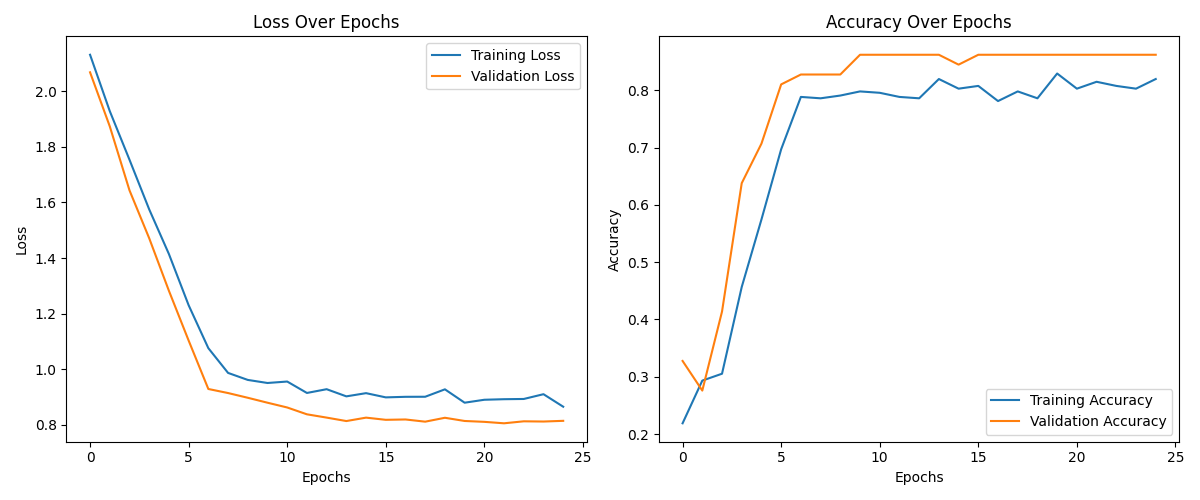 Loss Over Epochs
Training Loss
Validation Loss
2.0
1.8
1.6
1.4
1.2
1.0
0.8
Loss
0 5 10 15 20 25
Epochs
Accuracy Over Epochs
0.8
0.7
0.6
0.5
0.4
0.3
0.2
Accuracy
Training Accuracy
Validation Accuracy
0 5 10 15 20 25
Epochs